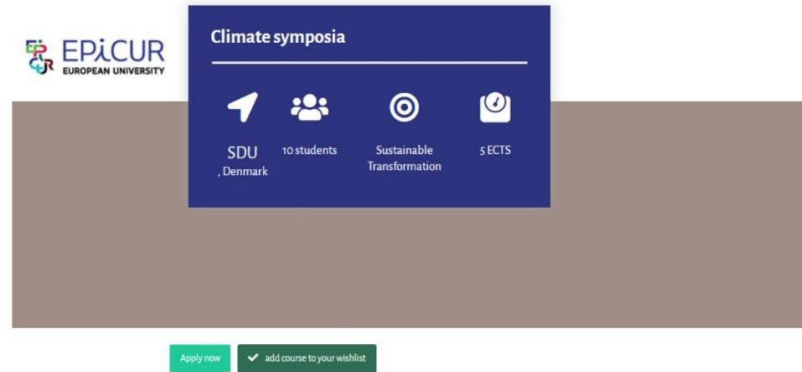 Climate symposia
EPiCUR
EUROPEAN UNIVERSITY
SDU
, Denmark
10 students
Sustainable
Transformation
5 ECTS
Apply now
add course to your wishlist